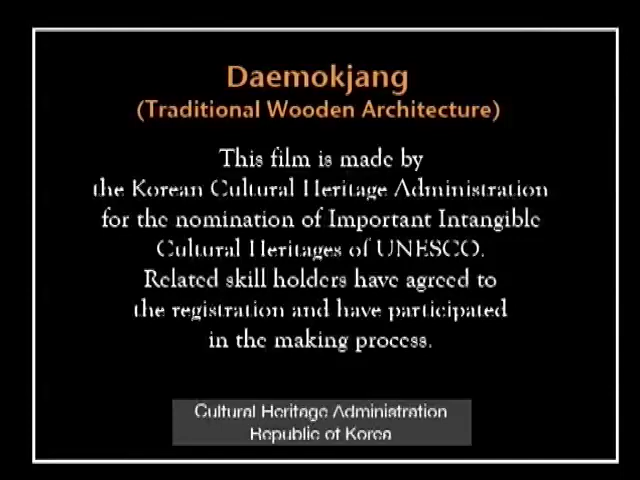 Daemokjang
(Traditional Wooden Architecture)
This film is made by
the Korean Cultural Heritage Administration
for the nomination of Important Intangible
Cultural Heritages of UNESCO.
Related skill holders have agreed to
the registration and have participated
in the making process.
Cultural Heritage Administration
Republic of Korea